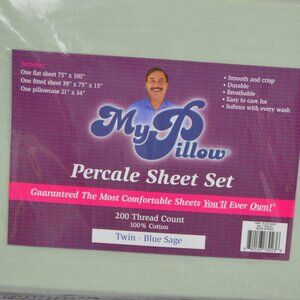 Includes:
One flat sheet 75" x 100"
One fitted sheet 39" x 75" x 15"
One pillowcase 21" x 34"
• Smooth and crisp
• Durable
• Breathable
• Easy to care for
• Softens with every wash
MyPillow®
Percale Sheet Set
Guaranteed The Most Comfortable Sheets You'll Ever Own!®
200 Thread Count
100% Cotton
Twin - Blue Sage